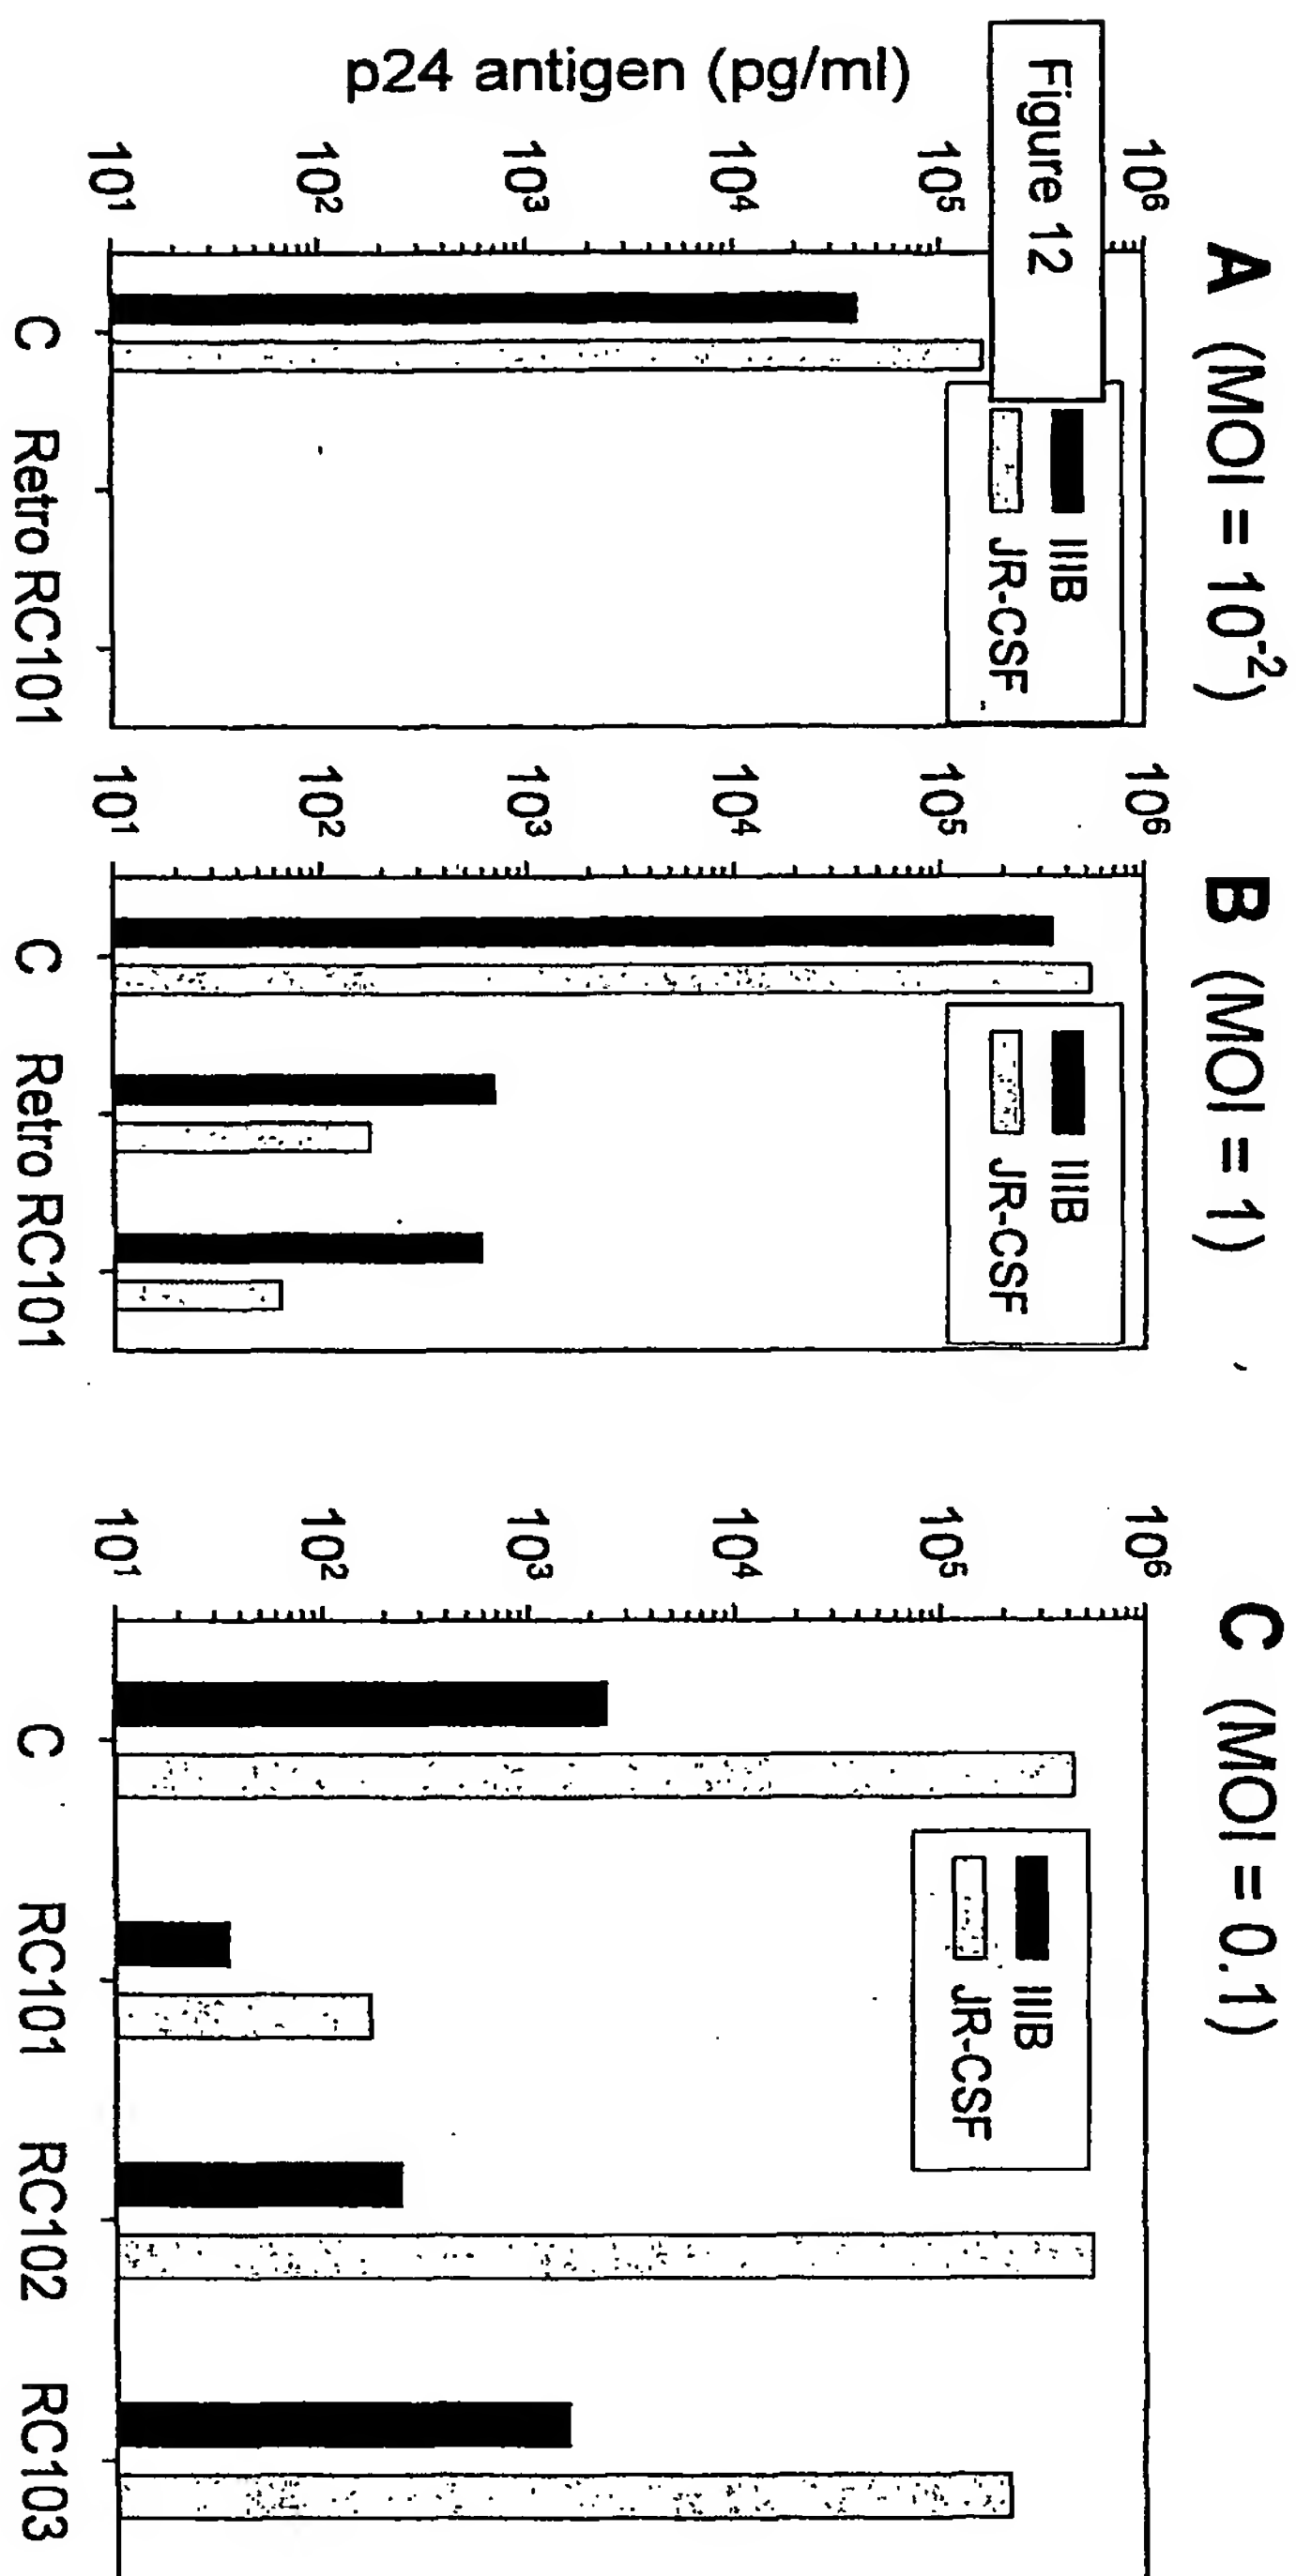 Figure 12
p24 antigen (pg/ml)
A (MOI = 10⁻²)
10⁶
10⁵
10⁴
10³
10²
10¹
IIIB
JR-CSF
C Retro RC101
B (MOI = 1)
10⁶
10⁵
10⁴
10³
10²
10¹
IIIB
JR-CSF
C Retro RC101
C (MOI = 0.1)
10⁶
10⁵
10⁴
10³
10²
10¹
IIIB
JR-CSF
C RC101 RC102 RC103